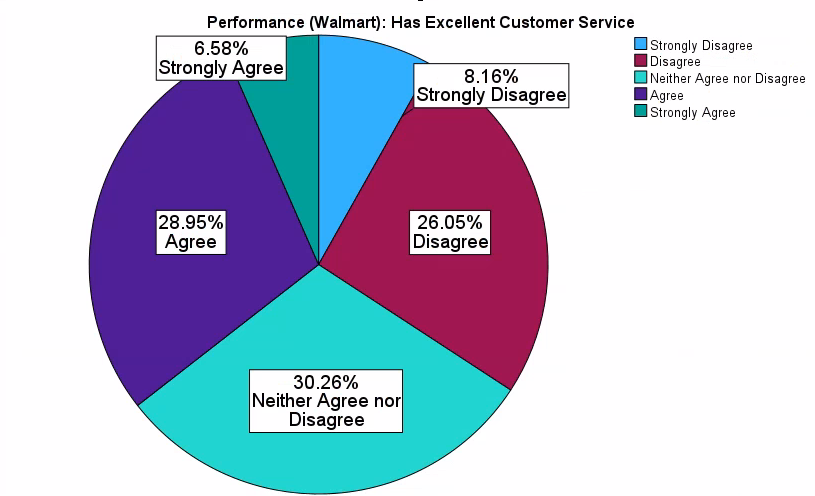 Performance (Walmart): Has Excellent Customer Service
Strongly Disagree
Disagree
Neither Agree nor Disagree
Agree
Strongly Agree
6.58%
Strongly Agree
8.16%
Strongly Disagree
28.95%
Agree
26.05%
Disagree
30.26%
Neither Agree nor
Disagree